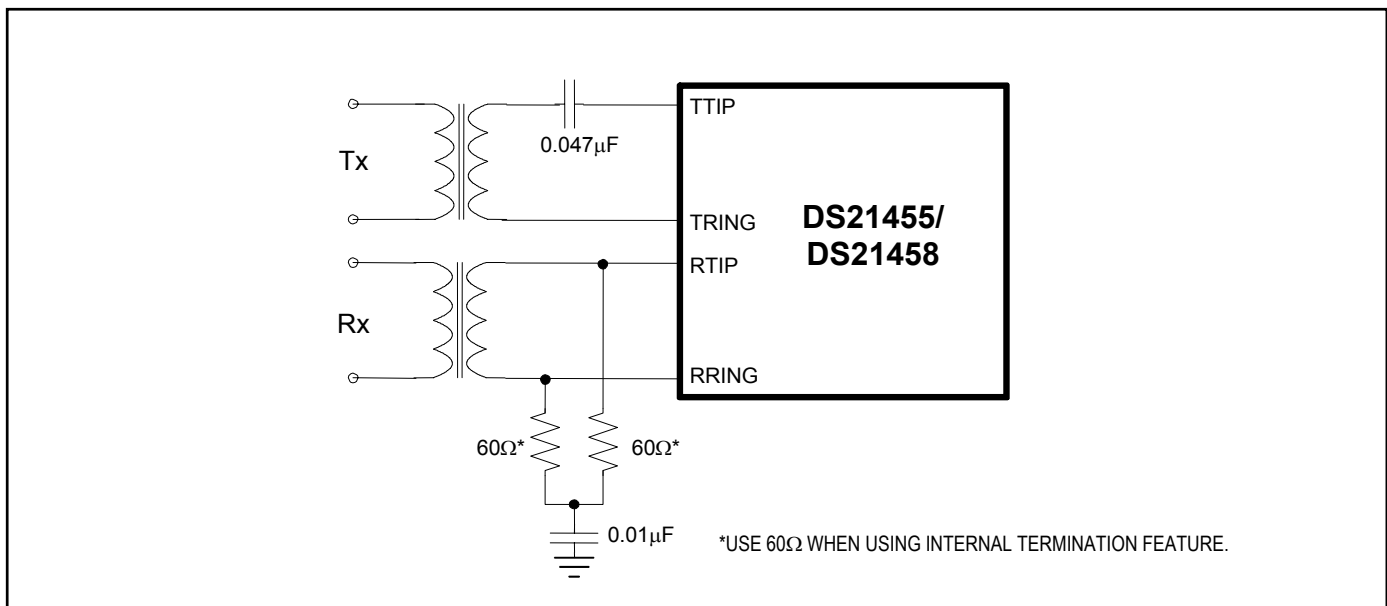 TTIP
0.047µF
Tx
TRING
DS21455/
DS21458
RTIP
Rx
RRING
60Ω*
60Ω*
0.01µF
*USE 60Ω WHEN USING INTERNAL TERMINATION FEATURE.